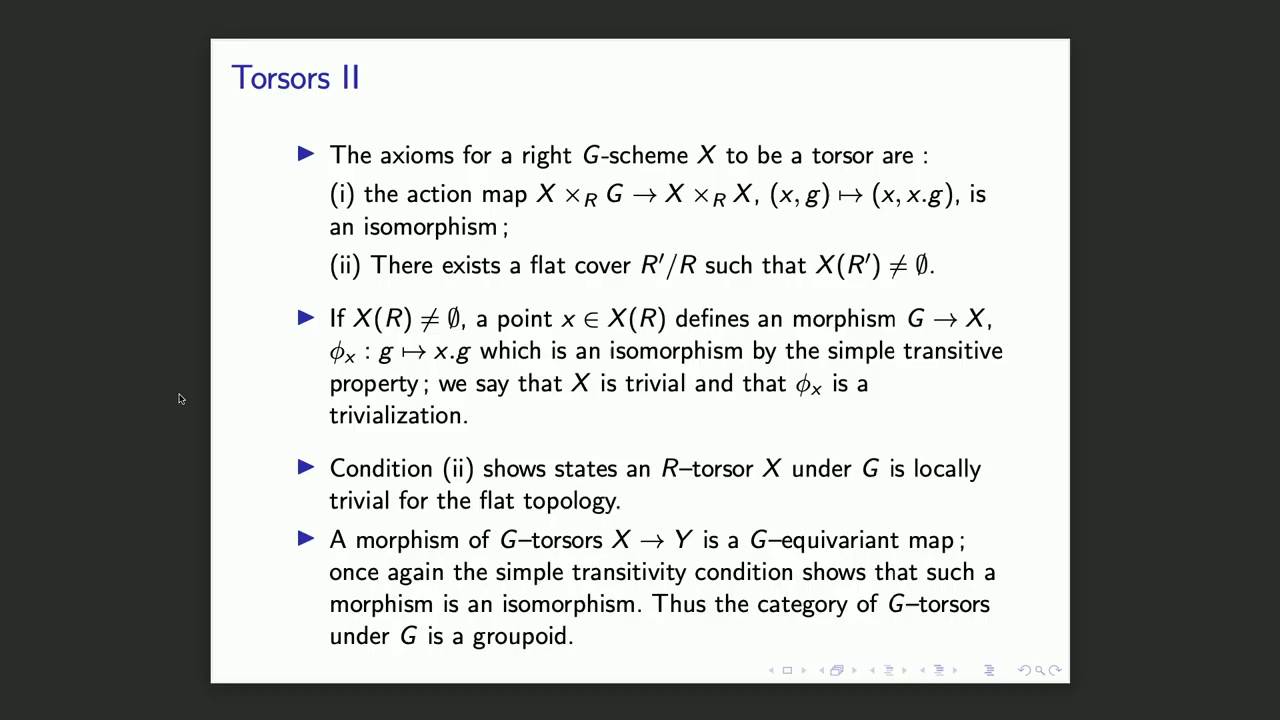 Torsors II
▶ The axioms for a right G-scheme X to be a torsor are :
(i) the action map X ×_R G → X ×_R X, (x, g) ↦ (x, x.g), is
an isomorphism ;
(ii) There exists a flat cover R′/R such that X(R′) ≠ ∅.
▶ If X(R) ≠ ∅, a point x ∈ X(R) defines an morphism G → X,
ϕ_x : g ↦ x.g which is an isomorphism by the simple transitive
property ; we say that X is trivial and that ϕ_x is a
trivialization.
▶ Condition (ii) shows states an R–torsor X under G is locally
trivial for the flat topology.
▶ A morphism of G–torsors X → Y is a G–equivariant map ;
once again the simple transitivity condition shows that such a
morphism is an isomorphism. Thus the category of G–torsors
under G is a groupoid.